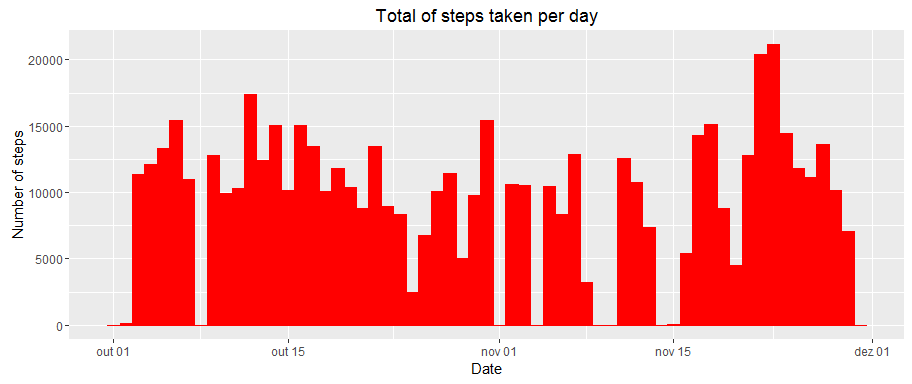 Total of steps taken per day
Number of steps
20000
15000
10000
5000
0
out 01
out 15
nov 01
nov 15
dez 01
Date